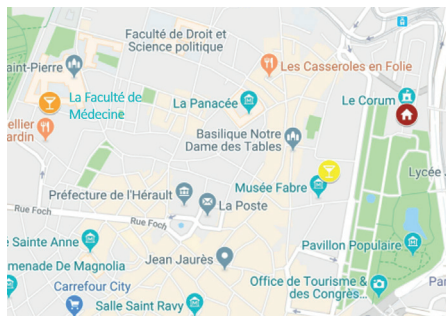 Faculté de Droit et
Science politique
Saint-Pierre
Les Casseroles en Folie
La Faculté de
Médecine
La Panacée
Le Corum
Basilique Notre
Dame des Tables
Lycée
Musée Fabre
Préfecture de l'Hérault
La Poste
Rue Foch
Rue Foch
Sainte Anne
Jean Jaurès
Pavillon Populaire
menade De Magnolia
Office de Tourisme &
des Congrès...
Carrefour City
Salle Saint Ravy